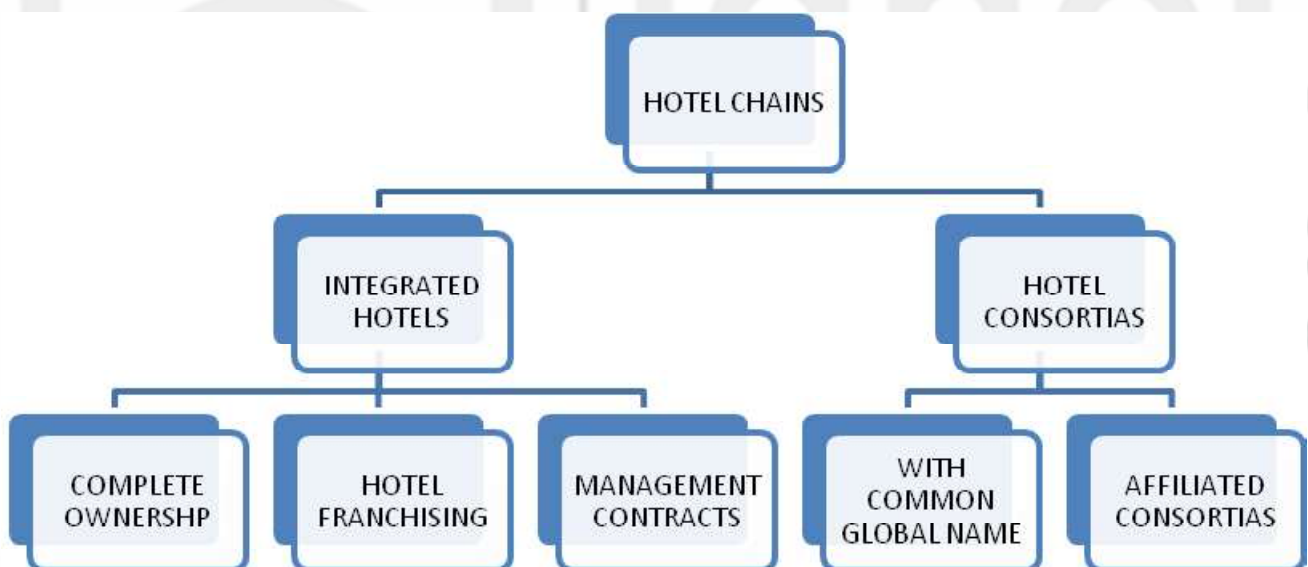 HOTEL CHAINS
INTEGRATED
HOTELS
HOTEL
CONSORTIAS
COMPLETE
OWNERSHP
HOTEL
FRANCHISING
MANAGEMENT
CONTRACTS
WITH
COMMON
GLOBAL NAME
AFFILIATED
CONSORTIAS